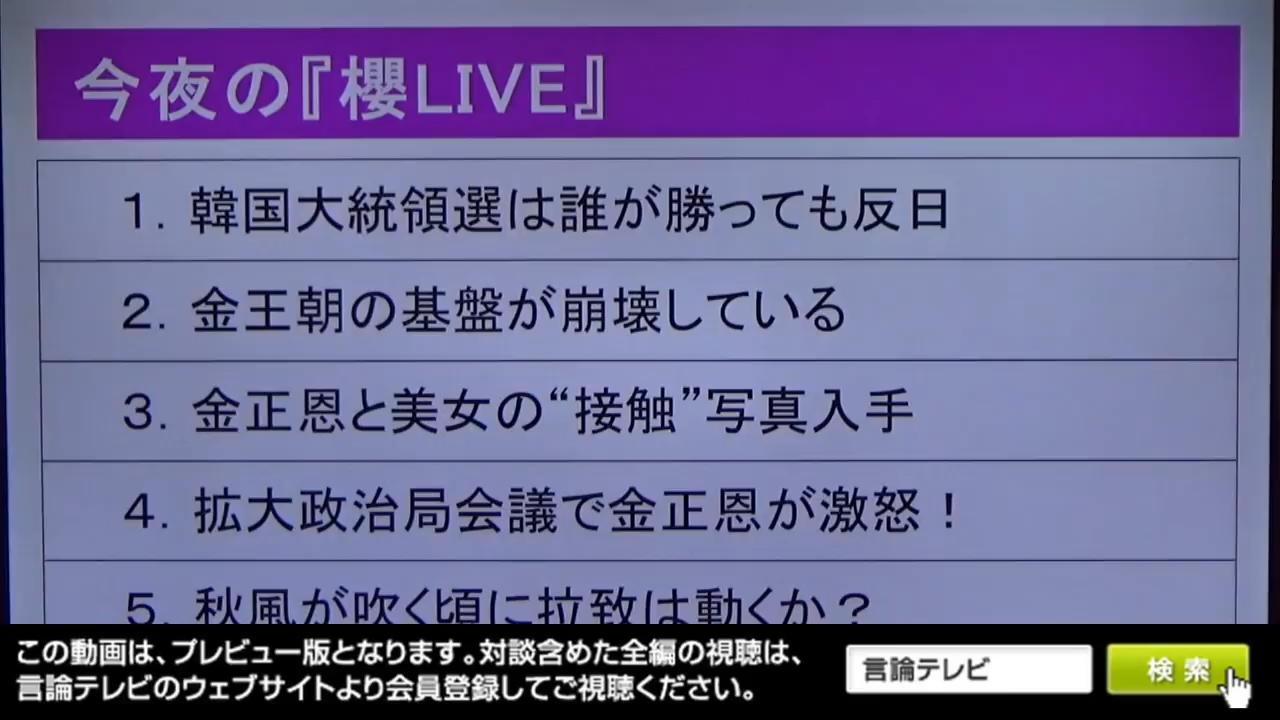 今夜の『櫻LIVE』
1. 韓国大統領選は誰が勝っても反日
2. 金王朝の基盤が崩壊している
3. 金正恩と美女の“接触”写真入手
4. 拡大政治局会議で金正恩が激怒！
5. 秋風が吹く頃に拉致は動くか？
この動画は、プレビュー版となります。対談含めた全編の視聴は、
言論テレビのウェブサイトより会員登録してご視聴ください。
言論テレビ
検索